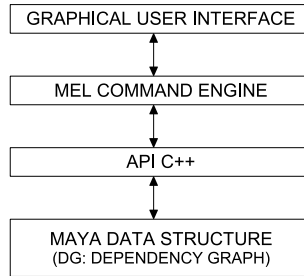 GRAPHICAL USER INTERFACE
MEL COMMAND ENGINE
API C++
MAYA DATA STRUCTURE
(DG: DEPENDENCY GRAPH)